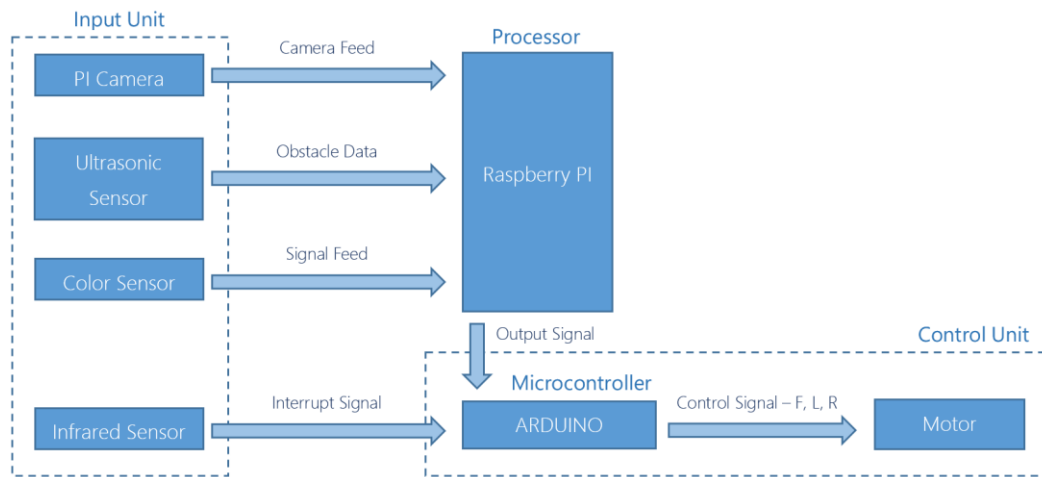 Input Unit
PI Camera
Camera Feed
Processor
Ultrasonic
Sensor
Obstacle Data
Raspberry PI
Color Sensor
Signal Feed
Output Signal
Control Unit
Microcontroller
Infrared Sensor
Interrupt Signal
ARDUINO
Control Signal – F, L, R
Motor